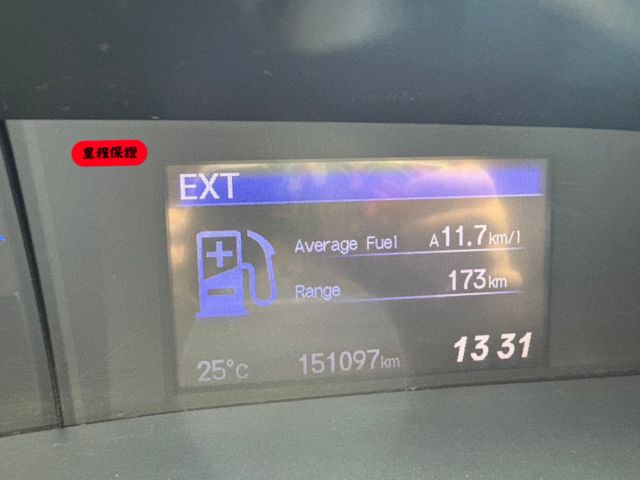 里程保證
EXT
Average Fuel A11.7km/l
Range 173km
25°C 151097km 13 31